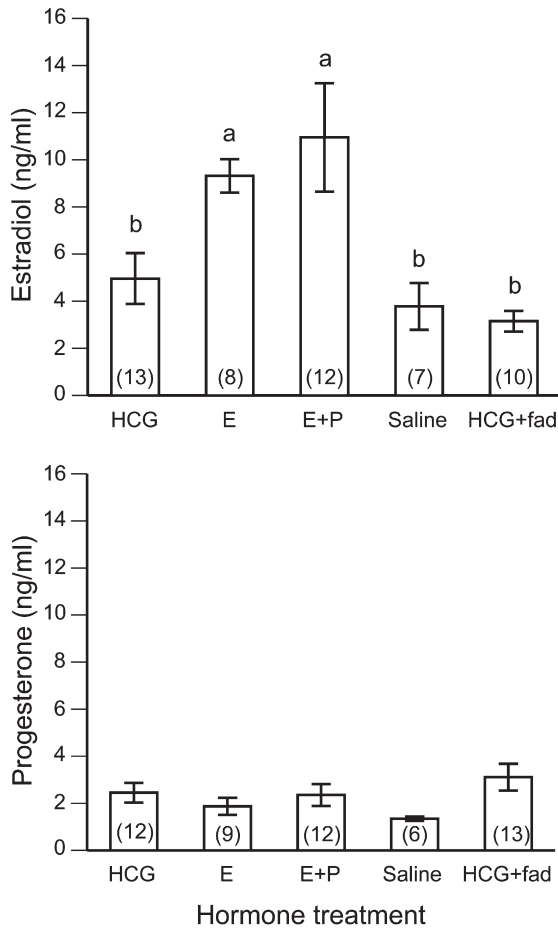 Estradiol (ng/ml)
16
14
12
10
8
6
4
2
0
b
a
a
b
b
(13)
(8)
(12)
(7)
(10)
HCG
E
E+P
Saline
HCG+fad
Progesterone (ng/ml)
16
14
12
10
8
6
4
2
0
(12)
(9)
(12)
(6)
(13)
HCG
E
E+P
Saline
HCG+fad
Hormone treatment